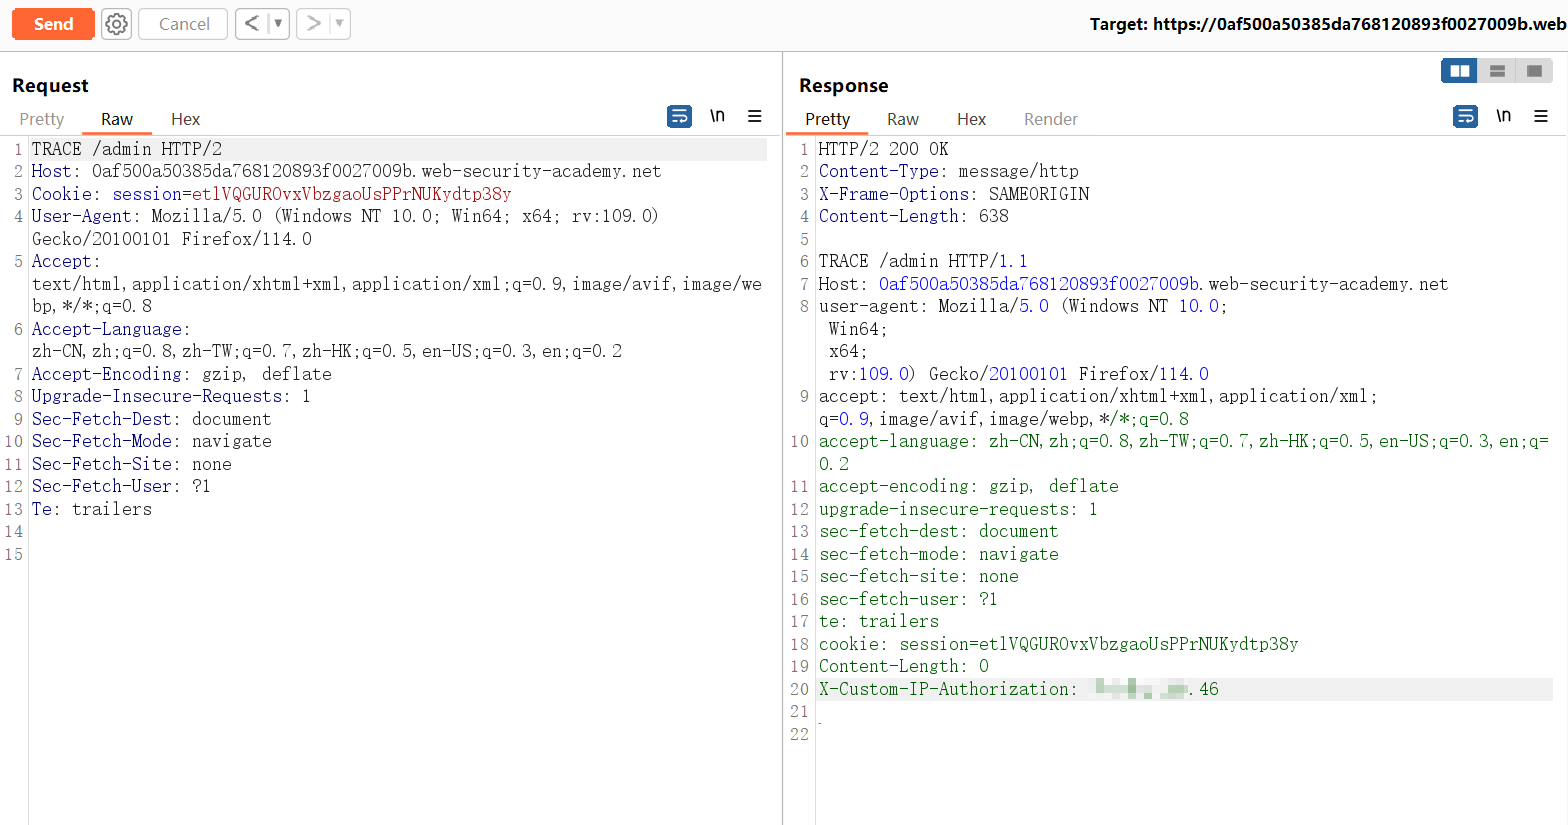 Send
Cancel
Target: https://0af500a50385da768120893f0027009b.web
Request
Pretty Raw Hex
\n
1 TRACE /admin HTTP/2
2 Host: 0af500a50385da768120893f0027009b.web-security-academy.net
3 Cookie: session=etlVQGUROvxVbzgaoUsPPrNUKydtp38y
4 User-Agent: Mozilla/5.0 (Windows NT 10.0; Win64; x64; rv:109.0)
Gecko/20100101 Firefox/114.0
5 Accept:
text/html,application/xhtml+xml,application/xml;q=0.9,image/avif,image/we
bp,*/*;q=0.8
6 Accept-Language:
zh-CN,zh;q=0.8,zh-TW;q=0.7,zh-HK;q=0.5,en-US;q=0.3,en;q=0.2
7 Accept-Encoding: gzip, deflate
8 Upgrade-Insecure-Requests: 1
9 Sec-Fetch-Dest: document
10 Sec-Fetch-Mode: navigate
11 Sec-Fetch-Site: none
12 Sec-Fetch-User: ?1
13 Te: trailers
14
15
Response
Pretty Raw Hex Render
\n
1 HTTP/2 200 OK
2 Content-Type: message/http
3 X-Frame-Options: SAMEORIGIN
4 Content-Length: 638
5
6 TRACE /admin HTTP/1.1
7 Host: 0af500a50385da768120893f0027009b.web-security-academy.net
8 user-agent: Mozilla/5.0 (Windows NT 10.0;
Win64;
x64;
rv:109.0) Gecko/20100101 Firefox/114.0
9 accept: text/html,application/xhtml+xml,application/xml;
q=0.9,image/avif,image/webp,*/*;q=0.8
10 accept-language: zh-CN,zh;q=0.8,zh-TW;q=0.7,zh-HK;q=0.5,en-US;q=0.3,en;q=
0.2
11 accept-encoding: gzip, deflate
12 upgrade-insecure-requests: 1
13 sec-fetch-dest: document
14 sec-fetch-mode: navigate
15 sec-fetch-site: none
16 sec-fetch-user: ?1
17 te: trailers
18 cookie: session=etlVQGUROvxVbzgaoUsPPrNUKydtp38y
19 Content-Length: 0
20 X-Custom-IP-Authorization: .46
21
22